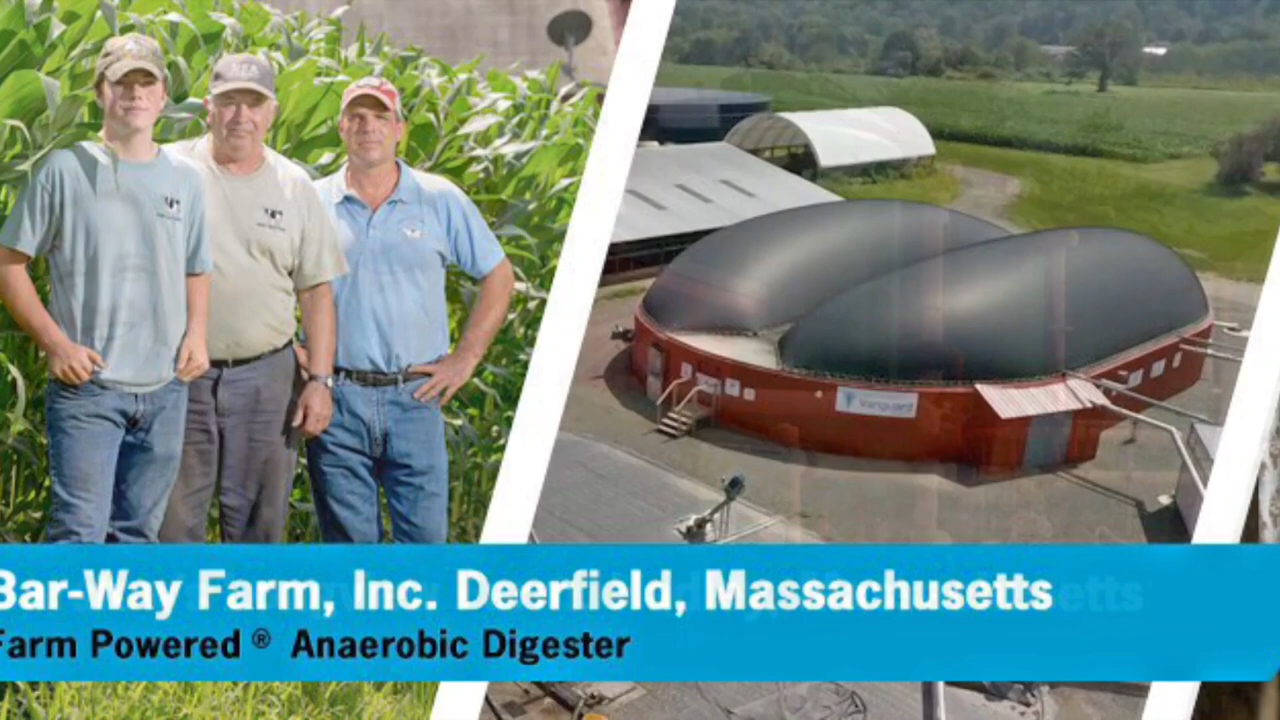 Vanguard
Bar-Way Farm, Inc. Deerfield, Massachusetts
Farm Powered ® Anaerobic Digester